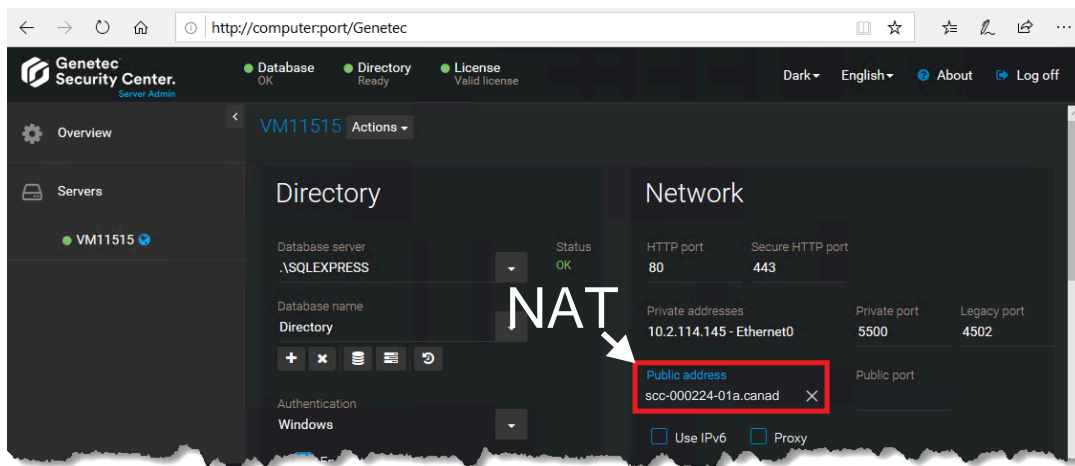 http://computer:port/Genetec
Genetec
Security Center.
Server Admin
Database
OK
Directory
Ready
License
Valid license
Dark
English
About
Log off
Overview
Servers
VM11515
VM11515 Actions
Directory
Database server
.\SQLEXPRESS
Status
OK
Database name
Directory
Authentication
Windows
NAT
Network
HTTP port
80
Secure HTTP port
443
Private addresses
10.2.114.145 - Ethernet0
Private port
5500
Legacy port
4502
Public address
scc-000224-01a.canad
Public port
Use IPv6
Proxy